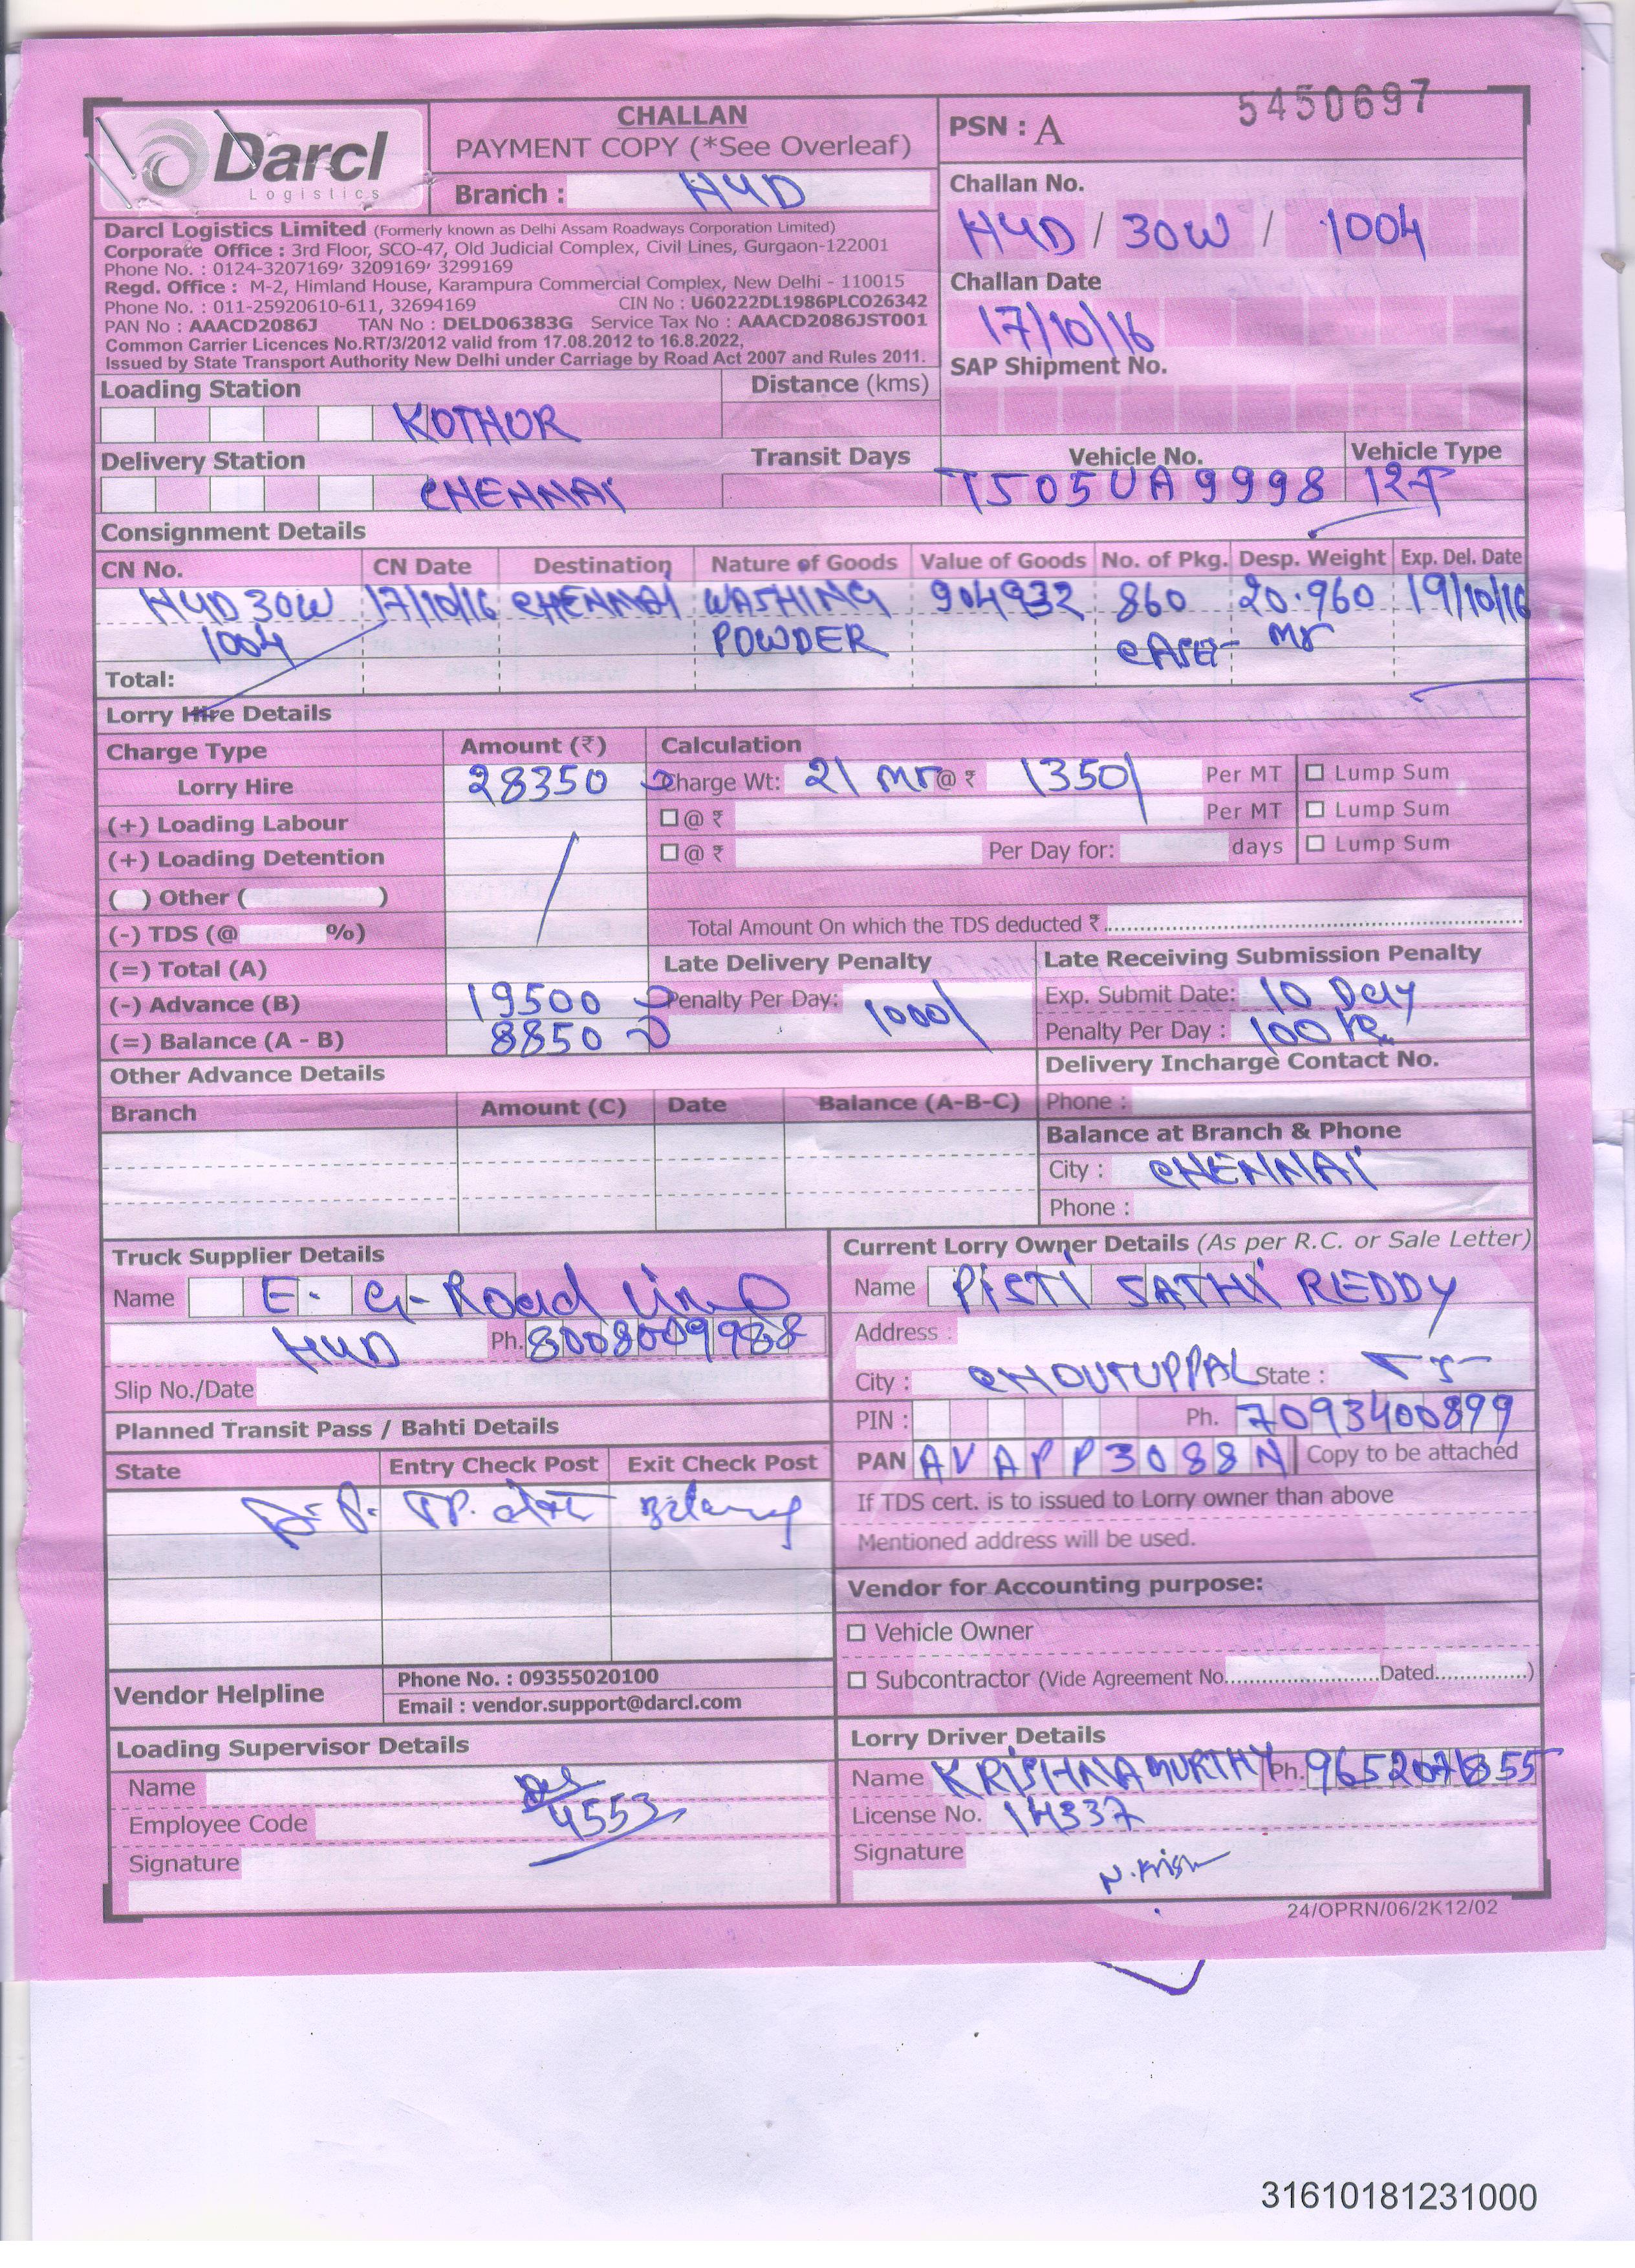 5450697
Darcl
Logistics
CHALLAN
PAYMENT COPY (*See Overleaf)
Branch : HYD
PSN : A
Challan No.
HYD / 30W / 1004
Challan Date
17/10/16
SAP Shipment No.
Darcl Logistics Limited (Formerly known as Delhi Assam Roadways Corporation Limited)
Corporate Office : 3rd Floor, SCO-47, Old Judicial Complex, Civil Lines, Gurgaon-122001
Phone No. : 0124-3207169, 3209169, 3299169
Regd. Office : M-2, Himland House, Karampura Commercial Complex, New Delhi - 110015
Phone No. : 011-25920610-611, 32694169 CIN No : U60222DL1986PLCO26342
PAN No : AAACD2086J TAN No : DELD06383G Service Tax No : AAACD2086JST001
Common Carrier Licences No.RT/3/2012 valid from 17.08.2012 to 16.8.2022,
Issued by State Transport Authority New Delhi under Carriage by Road Act 2007 and Rules 2011.
Loading Station Distance (kms)
KOTHUR
Delivery Station Transit Days Vehicle No. Vehicle Type
CHENNAI TS05UA9998 12T
Consignment Details
CN No. CN Date Destination Nature of Goods Value of Goods No. of Pkg. Desp. Weight Exp. Del. Date
HYD 30W 17/10/16 CHENNAI WASHING 904932 860 20.960 19/10/16
1004 POWDER MT
Total:
Lorry Hire Details
Charge Type Amount (₹) Calculation
Lorry Hire 28350 Charge Wt: 21 MT @ ₹ 1350/ Per MT Lump Sum
(+) Loading Labour @ ₹ Per MT Lump Sum
(+) Loading Detention @ ₹ Per Day for: days Lump Sum
( ) Other ( )
(-) TDS (@ %) Total Amount On which the TDS deducted ₹
(=) Total (A) Late Delivery Penalty Late Receiving Submission Penalty
(-) Advance (B) 19500 Penalty Per Day: 1000/ Exp. Submit Date: 10 Day
(=) Balance (A - B) 8850 Penalty Per Day : 100
Other Advance Details Delivery Incharge Contact No.
Branch Amount (C) Date Balance (A-B-C) Phone :
Balance at Branch & Phone
City : CHENNAI
Phone :
Truck Supplier Details
Name E. G. Road Line
HYD Ph. 8008009988
Slip No./Date
Current Lorry Owner Details (As per R.C. or Sale Letter)
Name PISTI SATHI REDDY
Address :
City : CHOUTUPPAL State :
PIN : Ph. 7093400899
PAN AVAPP3088N Copy to be attached
If TDS cert. is to issued to Lorry owner than above
Mentioned address will be used.
Planned Transit Pass / Bahti Details
State Entry Check Post Exit Check Post
Vendor for Accounting purpose:
Vehicle Owner
Subcontractor (Vide Agreement No. Dated )
Vendor Helpline
Phone No. : 09355020100
Email : vendor.support@darcl.com
Loading Supervisor Details
Name
Employee Code 4553
Signature
Lorry Driver Details
Name KRISHNAMURTHY Ph.
License No. 14337
Signature N. Krish
24/OPRN/06/2K12/02
31610181231000